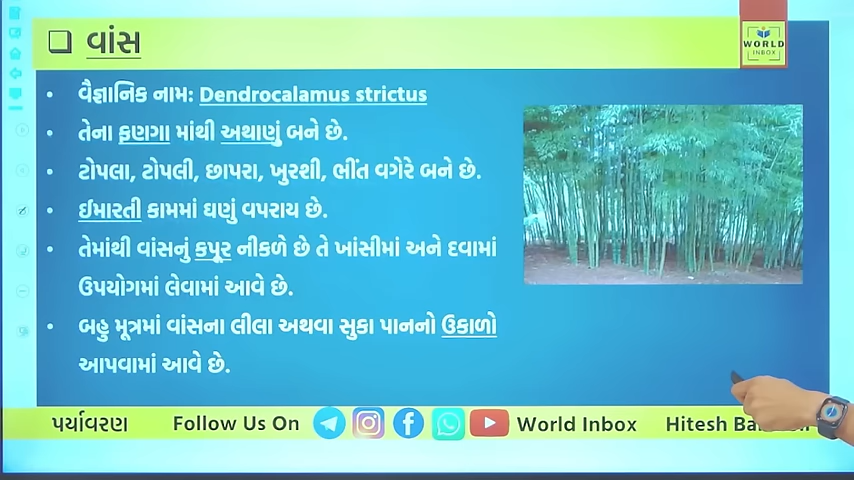 ❑ વાંસ
WORLD
INBOX
• વૈજ્ઞાનિક નામ: Dendrocalamus strictus
• તેના ફણગા માંથી અથાણું બને છે.
• ટોપલા, ટોપલી, છાપરા, ખુરશી, ભીંત વગેરે બને છે.
• ઈમારતી કામમાં ઘણું વપરાય છે.
• તેમાંથી વાંસનું કપૂર નીકળે છે તે ખાંસીમાં અને દવામાં
ઉપયોગમાં લેવામાં આવે છે.
• બહુ મૂત્રમાં વાંસના લીલા અથવા સુકા પાનનો ઉકાળો
આપવામાં આવે છે.
પર્યાવરણ Follow Us On World Inbox Hitesh